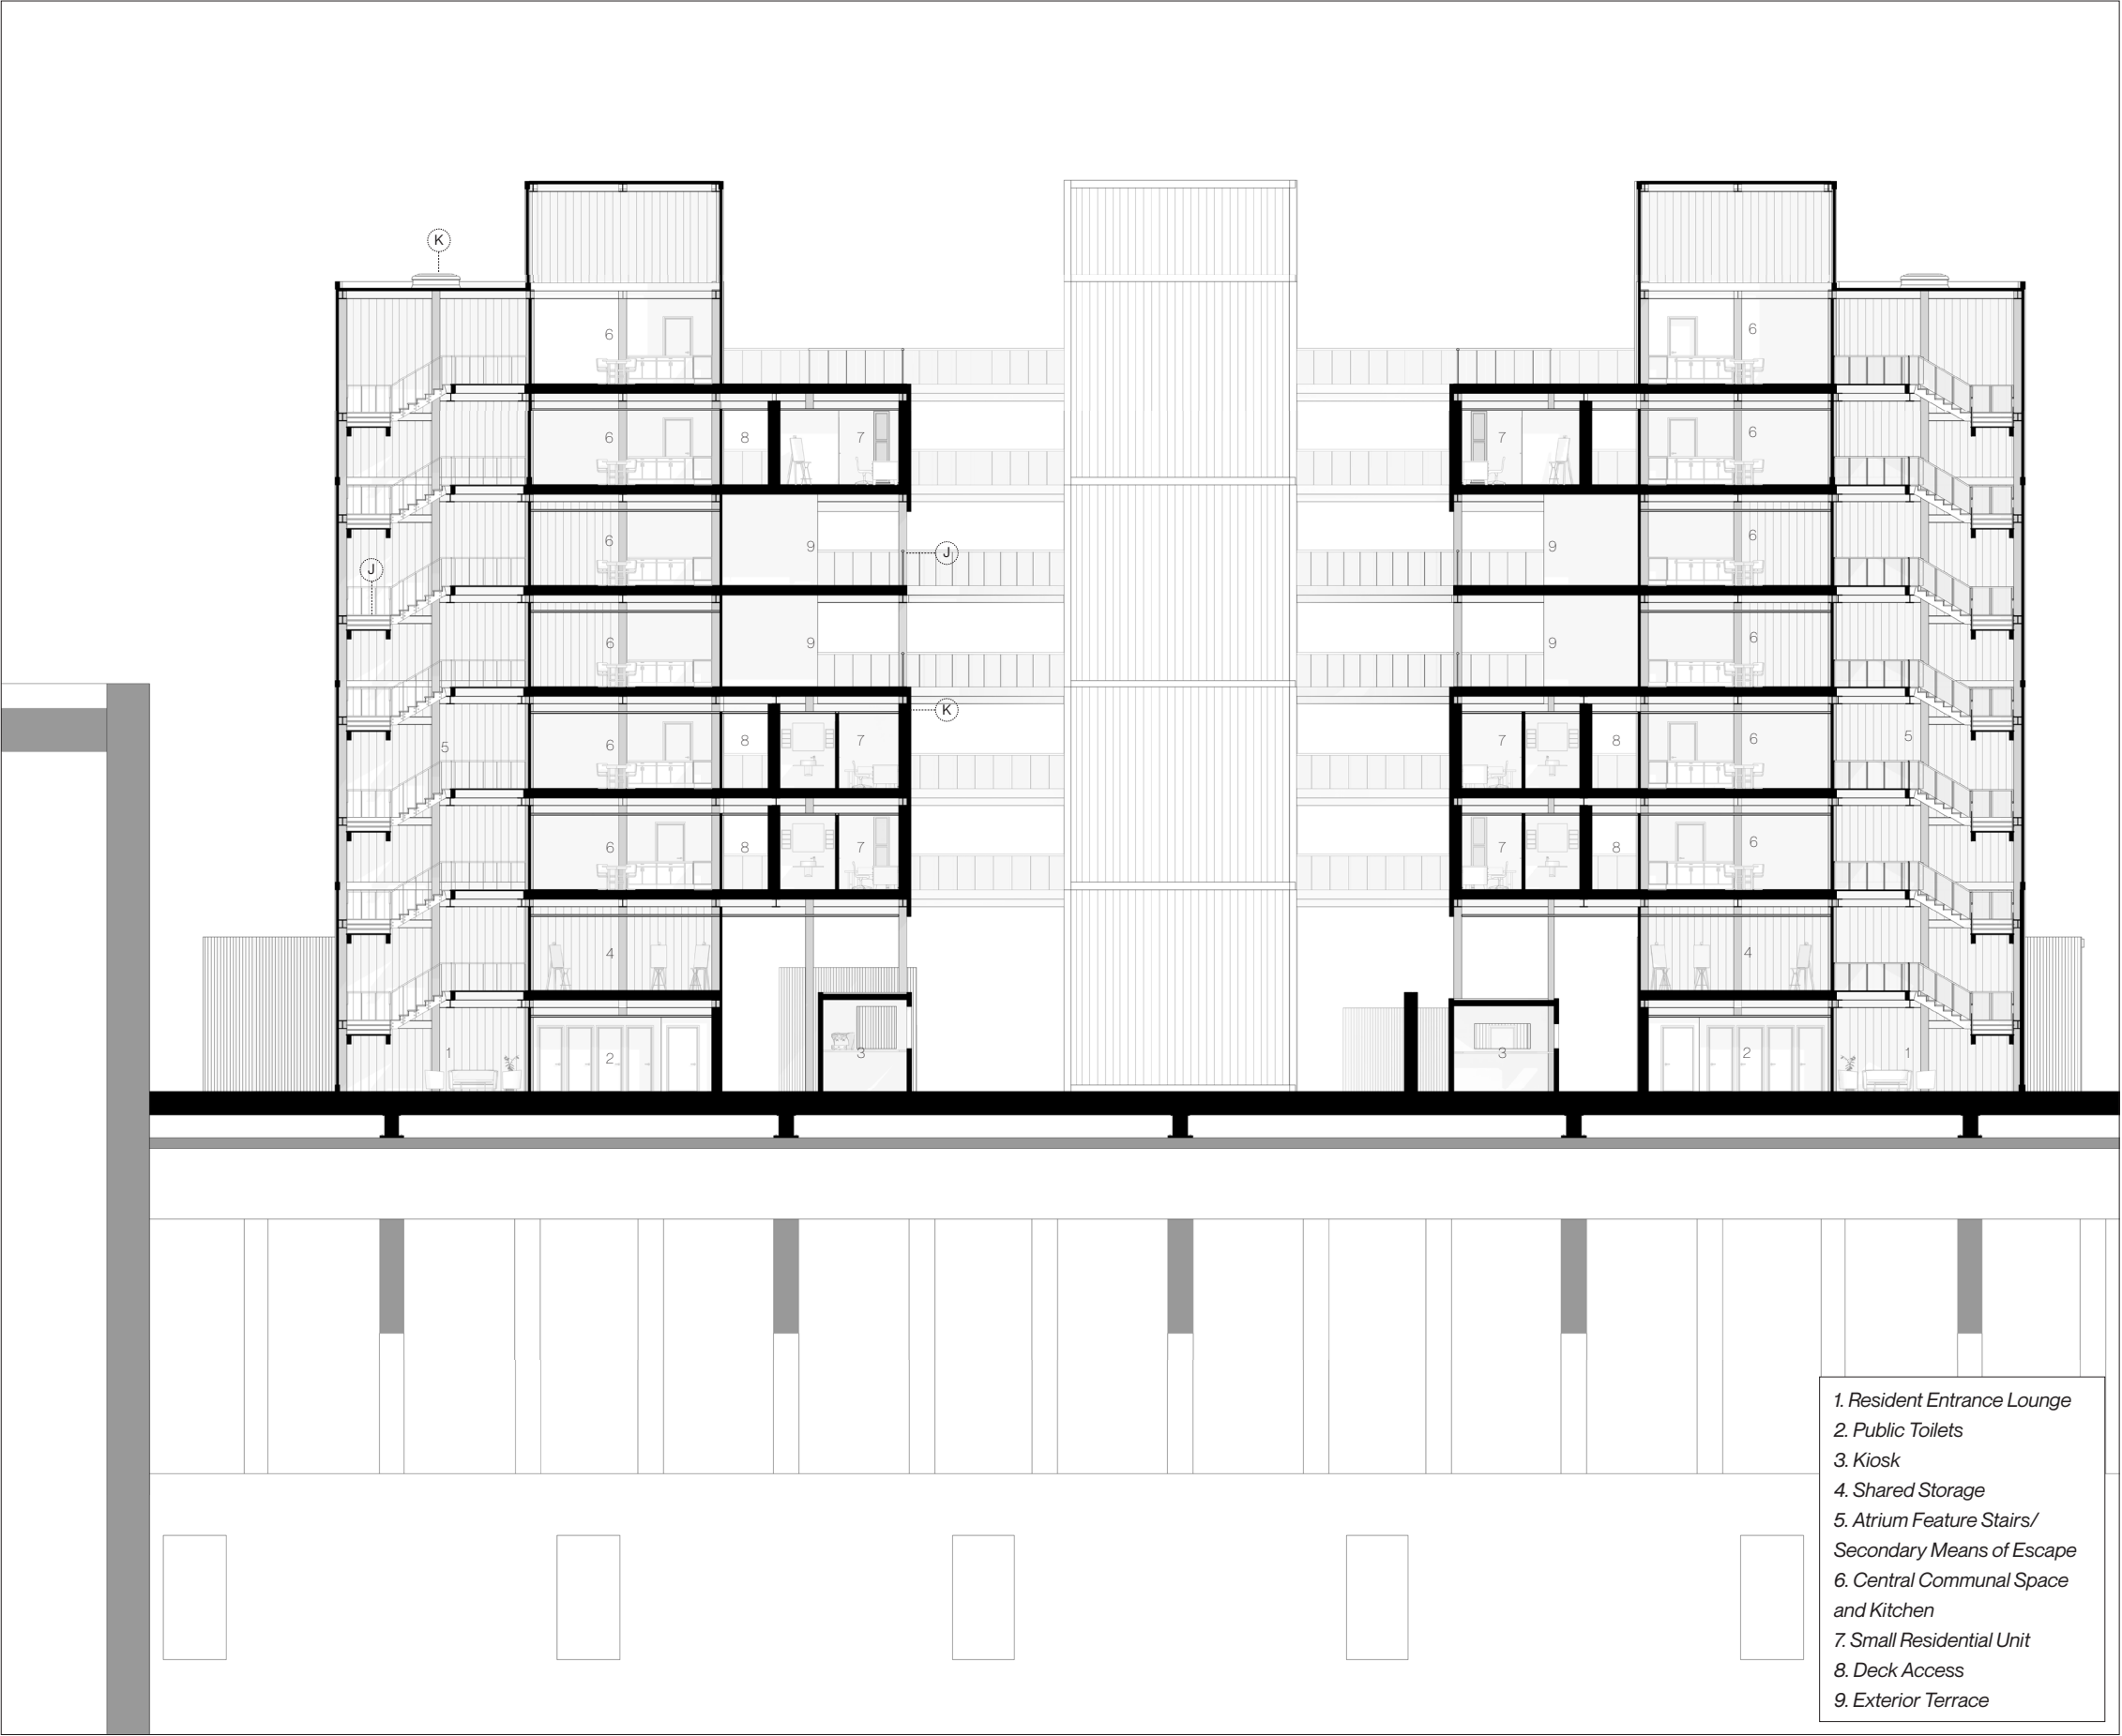 K
6 6
6 8 7 7 6
6 9 J 9 6
J
6 9 9 6
K
5 6 8 7 7 8 6 5
6 8 7 7 8 6
4 4
1 2 3 3 2 1
1. Resident Entrance Lounge
2. Public Toilets
3. Kiosk
4. Shared Storage
5. Atrium Feature Stairs/
Secondary Means of Escape
6. Central Communal Space
and Kitchen
7. Small Residential Unit
8. Deck Access
9. Exterior Terrace